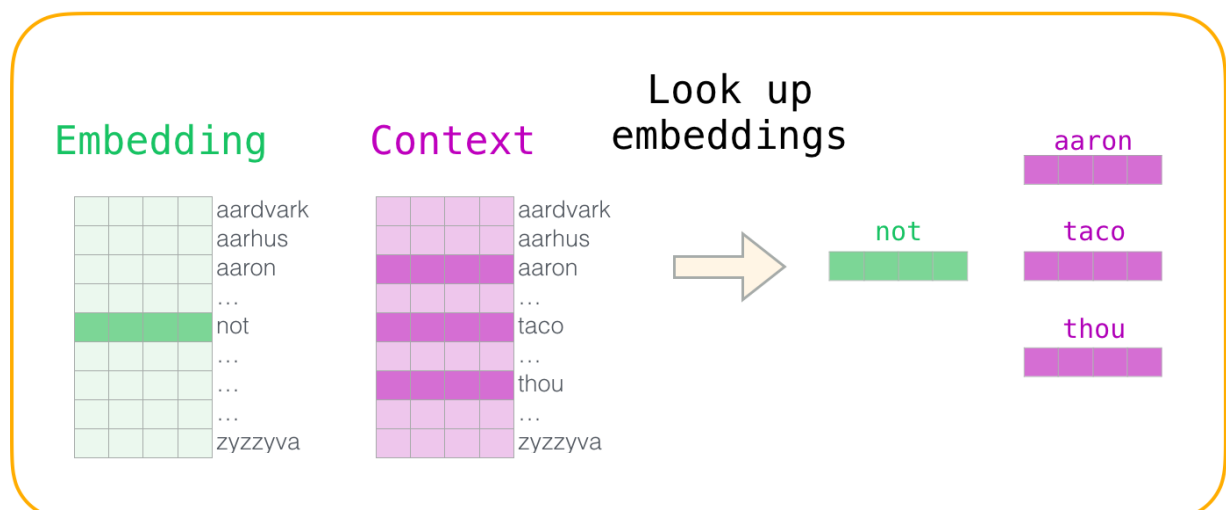 Embedding
aardvark
aarhus
aaron
...
not
...
...
...
zyzzyva
Context
aardvark
aarhus
aaron
...
taco
...
thou
...
zyzzyva
Look up
embeddings
not
aaron
taco
thou